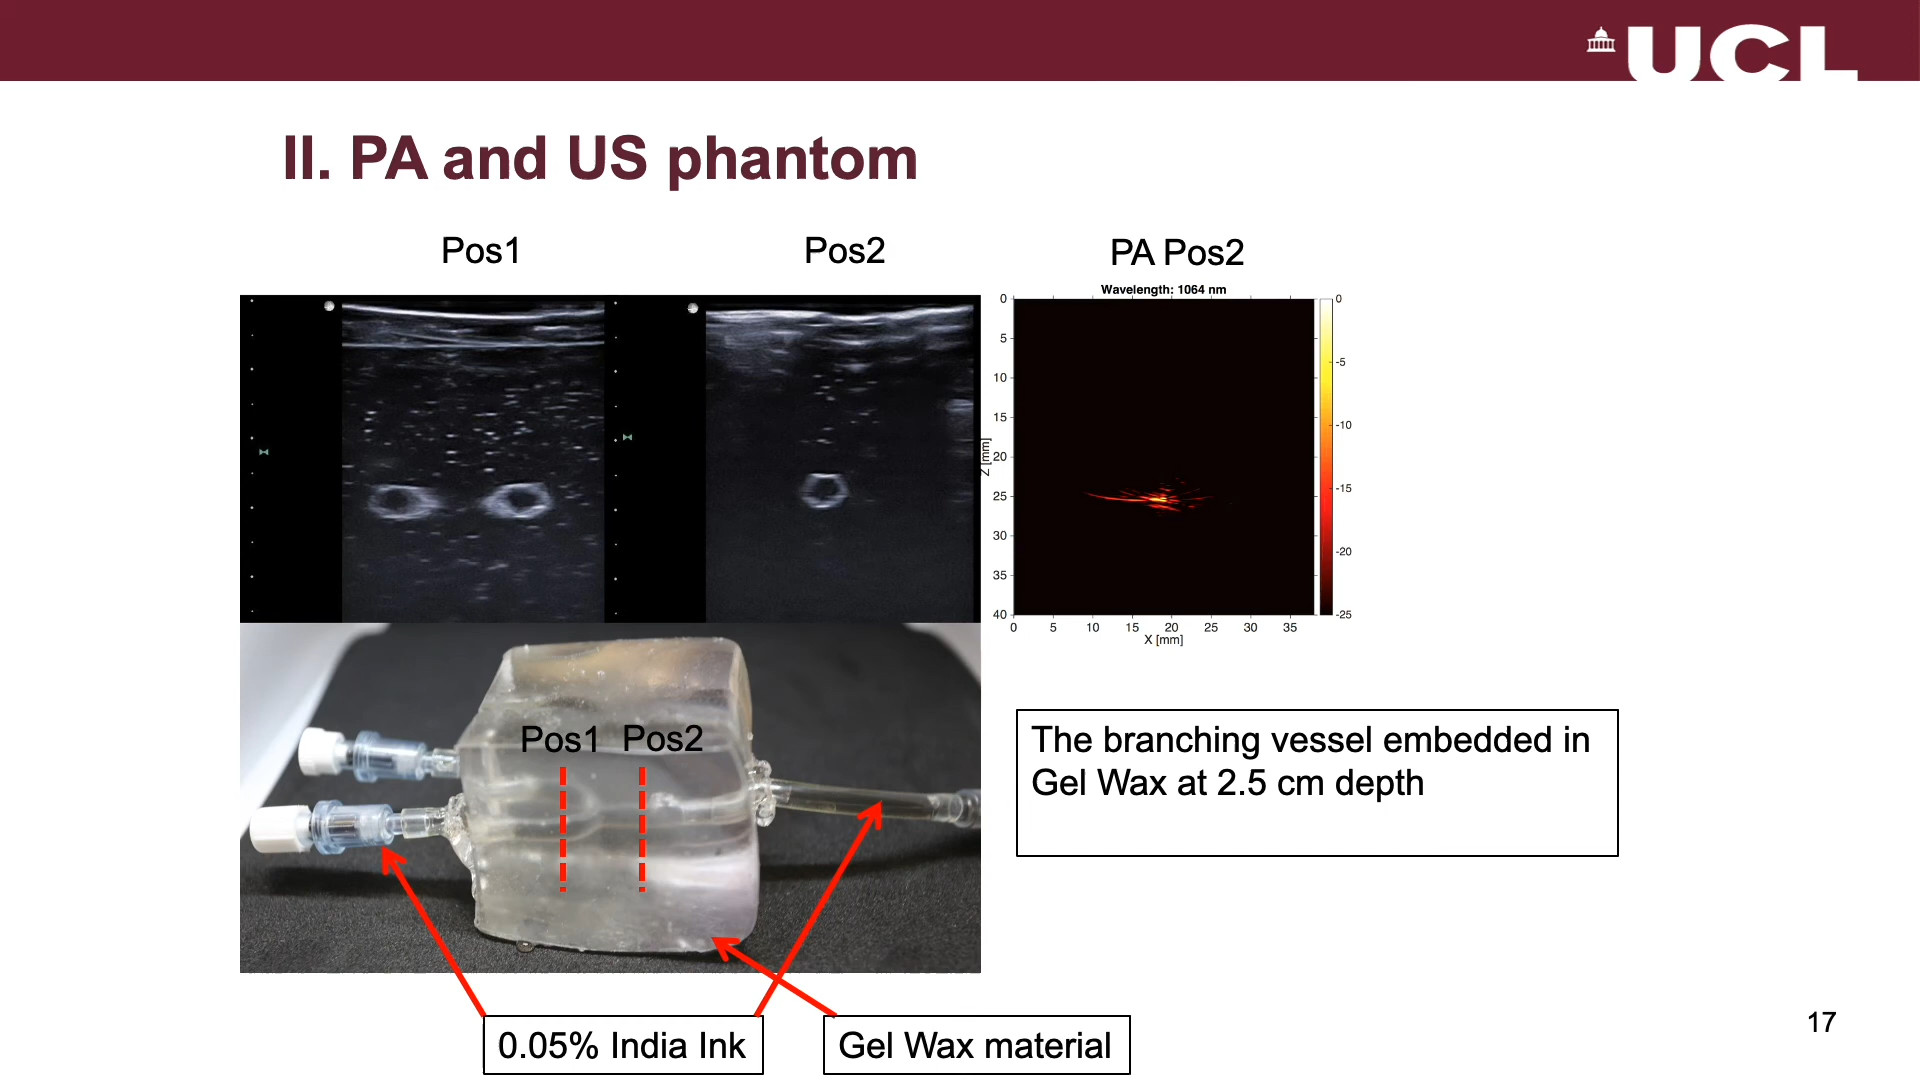 UCL
II. PA and US phantom
Pos1
Pos2
PA Pos2
Wavelength: 1064 nm
0
5
10
15
20
25
30
35
40
Z [mm]
0
5
10
15
20
25
30
35
X [mm]
0
-5
-10
-15
-20
-25
Pos1
Pos2
The branching vessel embedded in
Gel Wax at 2.5 cm depth
0.05% India Ink
Gel Wax material
17